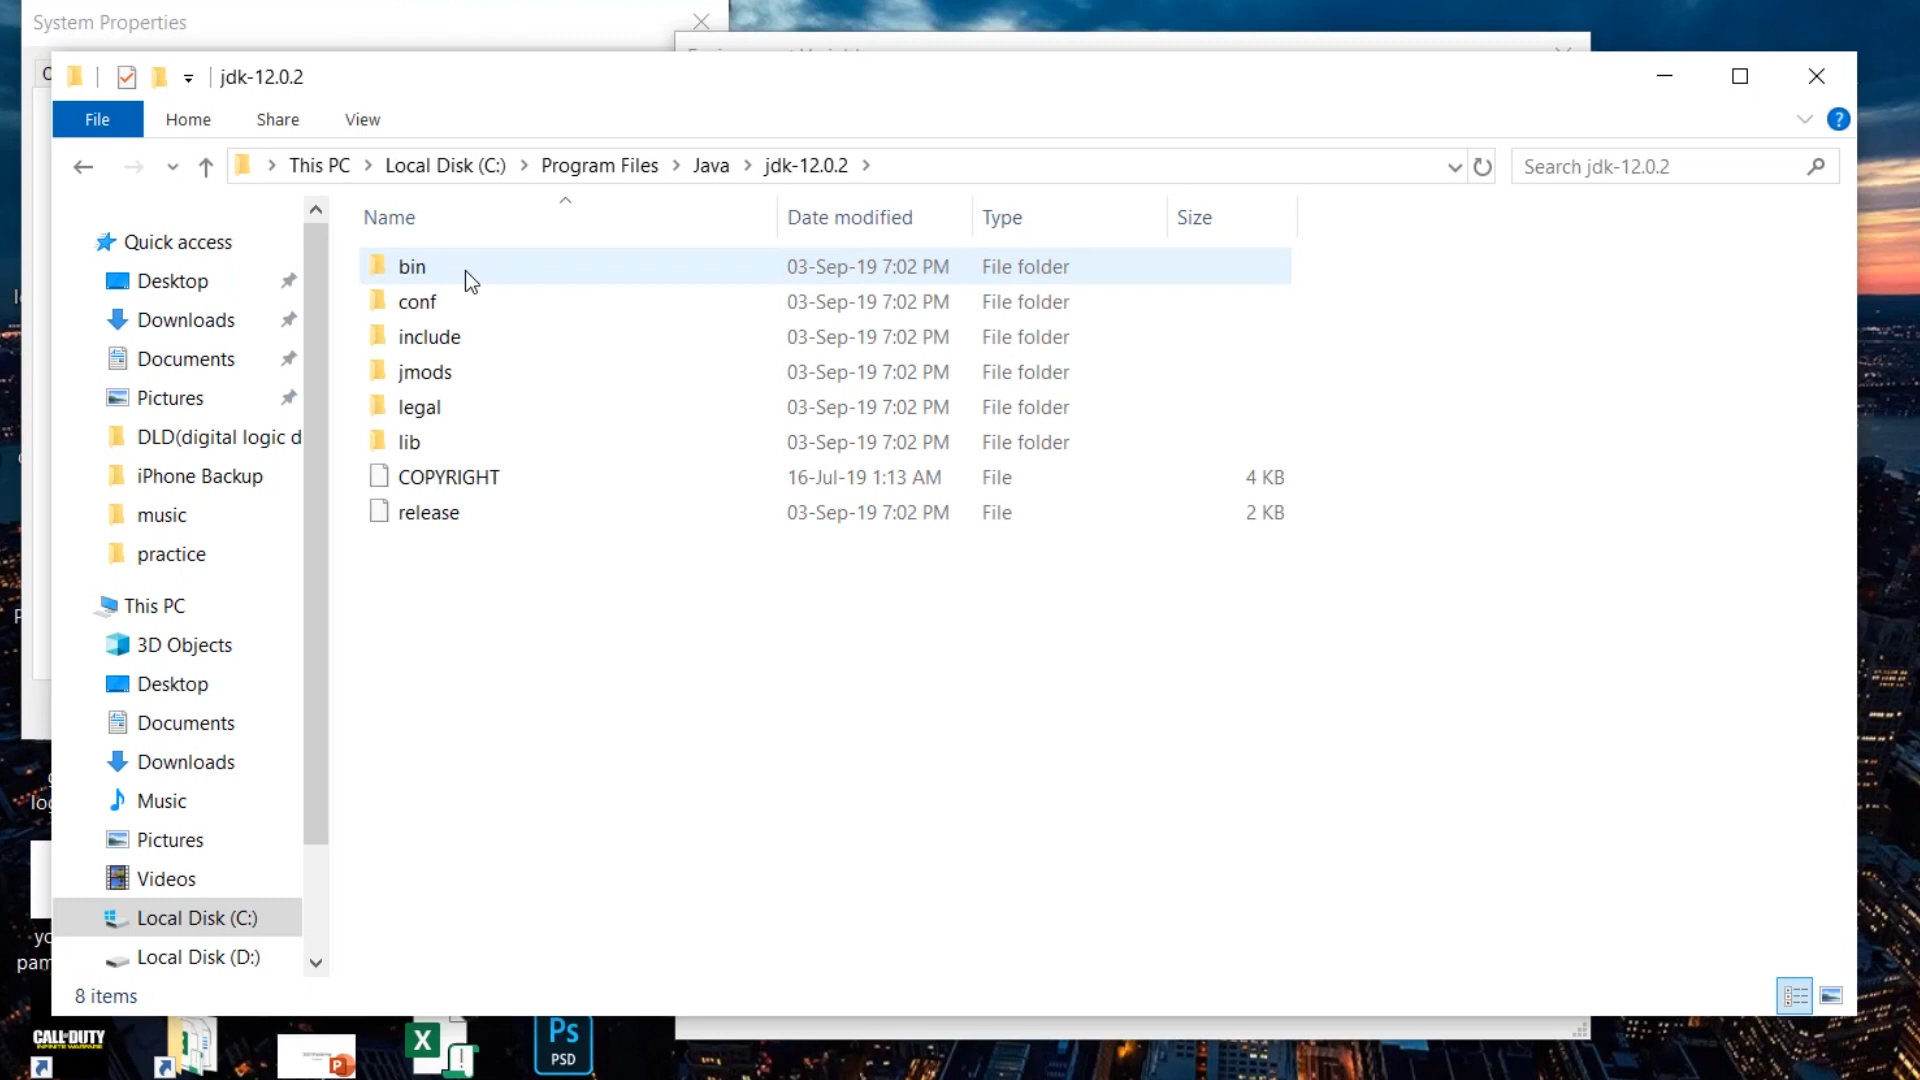 System Properties
jdk-12.0.2
File Home Share View
This PC Local Disk (C:) Program Files Java jdk-12.0.2
Search jdk-12.0.2
Name Date modified Type Size
Quick access
Desktop
Downloads
Documents
Pictures
DLD(digital logic d
iPhone Backup
music
practice
This PC
3D Objects
Desktop
Documents
Downloads
Music
Pictures
Videos
Local Disk (C:)
Local Disk (D:)
bin 03-Sep-19 7:02 PM File folder
conf 03-Sep-19 7:02 PM File folder
include 03-Sep-19 7:02 PM File folder
jmods 03-Sep-19 7:02 PM File folder
legal 03-Sep-19 7:02 PM File folder
lib 03-Sep-19 7:02 PM File folder
COPYRIGHT 16-Jul-19 1:13 AM File 4 KB
release 03-Sep-19 7:02 PM File 2 KB
8 items
CALL OF DUTY
INFINITE WARFARE
Ps
PSD